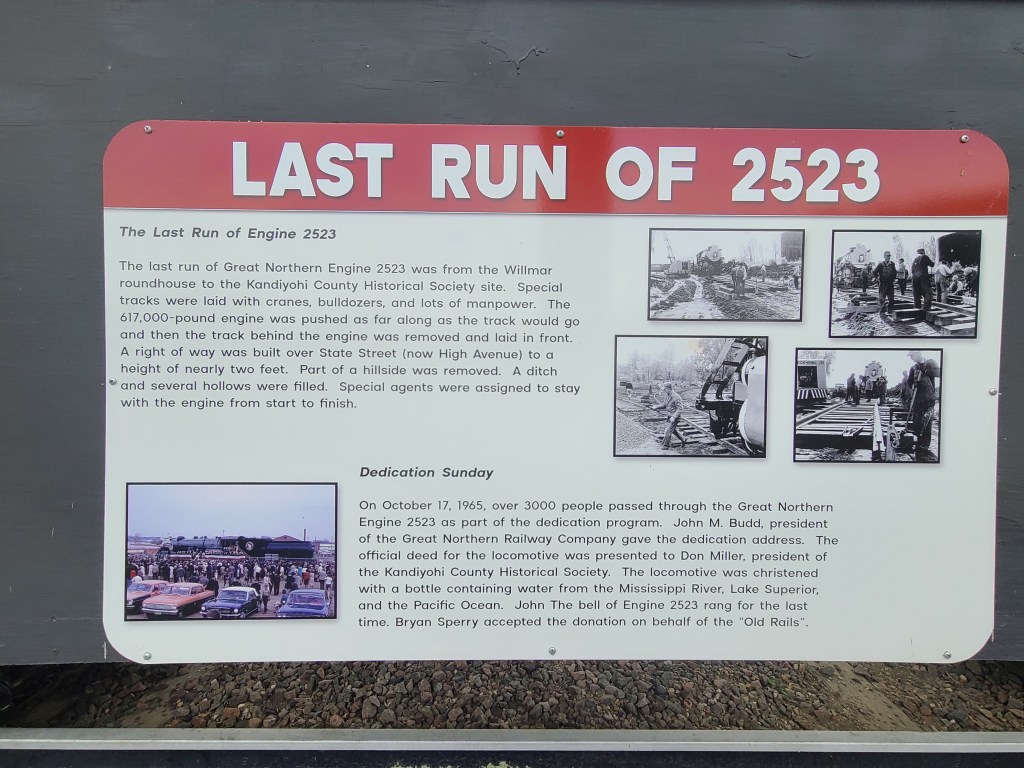 LAST RUN OF 2523
The Last Run of Engine 2523
The last run of Great Northern Engine 2523 was from the Willmar
roundhouse to the Kandiyohi County Historical Society site. Special
tracks were laid with cranes, bulldozers, and lots of manpower. The
617,000-pound engine was pushed as far along as the track would go
and then the track behind the engine was removed and laid in front.
A right of way was built over State Street (now High Avenue) to a
height of nearly two feet. Part of a hillside was removed. A ditch
and several hollows were filled. Special agents were assigned to stay
with the engine from start to finish.
Dedication Sunday
On October 17, 1965, over 3000 people passed through the Great Northern
Engine 2523 as part of the dedication program. John M. Budd, president
of the Great Northern Railway Company gave the dedication address. The
official deed for the locomotive was presented to Don Miller, president of
the Kandiyohi County Historical Society. The locomotive was christened
with a bottle containing water from the Mississippi River, Lake Superior,
and the Pacific Ocean. John The bell of Engine 2523 rang for the last
time. Bryan Sperry accepted the donation on behalf of the "Old Rails".